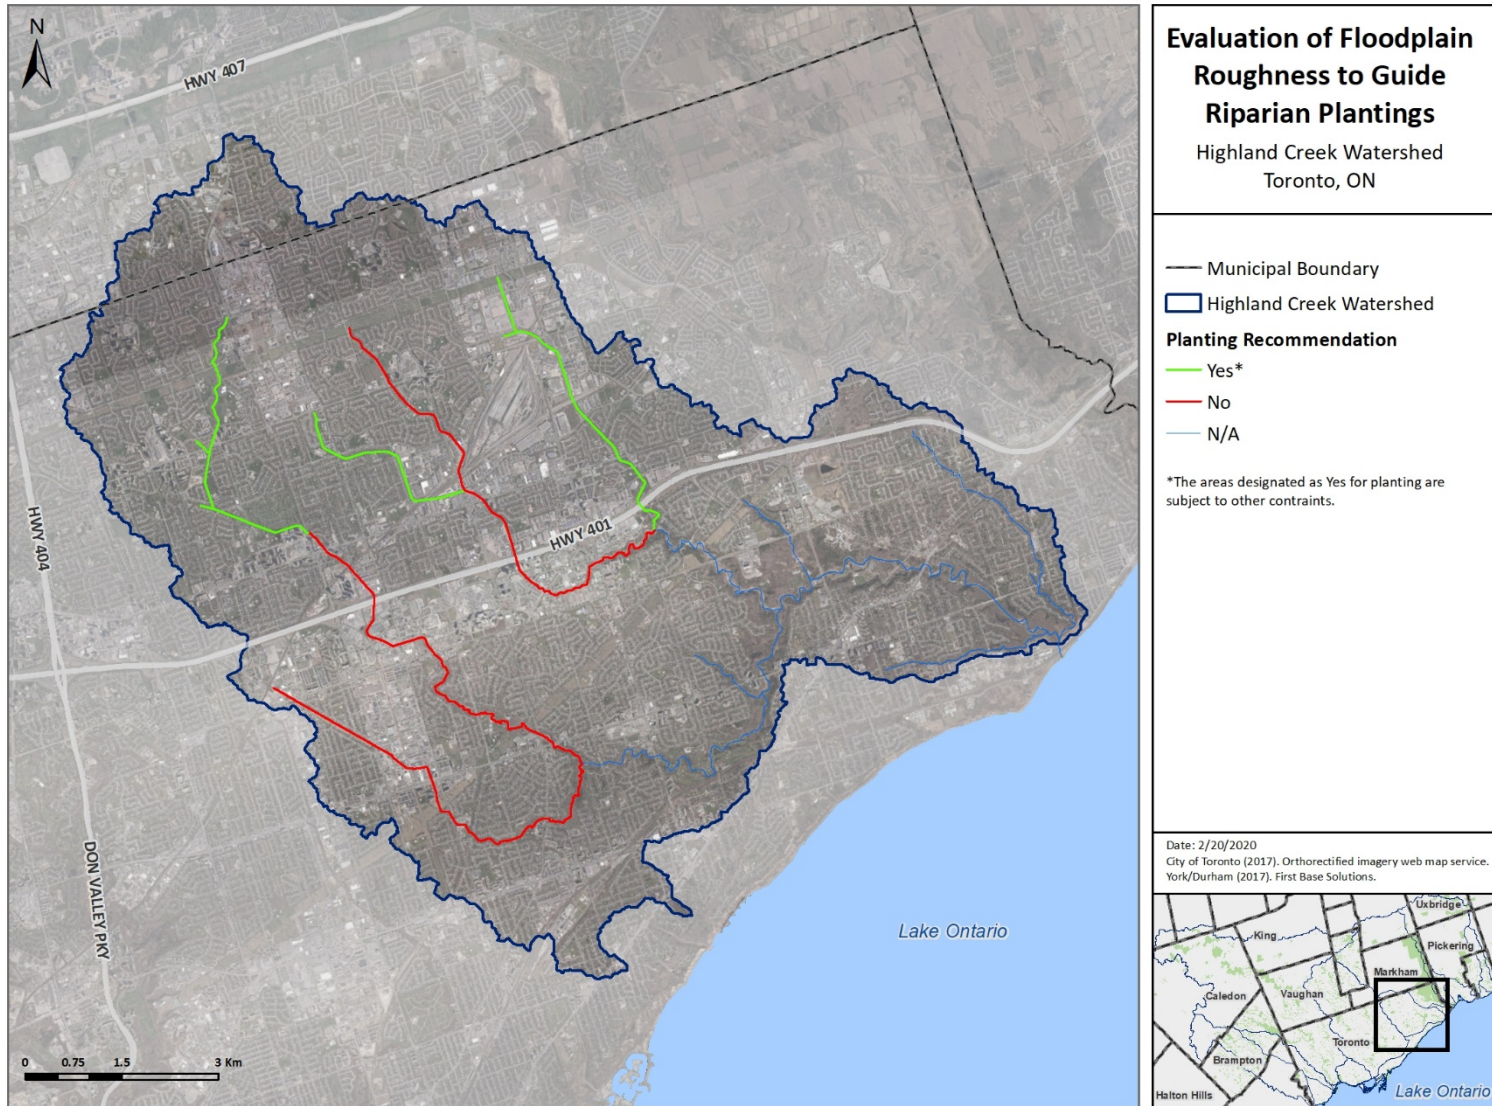 Evaluation of Floodplain
Roughness to Guide
Riparian Plantings
Highland Creek Watershed
Toronto, ON
Municipal Boundary
Highland Creek Watershed
Planting Recommendation
Yes*
No
N/A
*The areas designated as Yes for planting are
subject to other contraints.
Date: 2/20/2020
City of Toronto (2017). Orthorectified imagery web map service.
York/Durham (2017). First Base Solutions.
N
HWY 407
HWY 401
HWY 404
DON VALLEY PKY
Lake Ontario
0 0.75 1.5 3 Km
Uxbridge
King
Pickering
Markham
Caledon
Vaughan
Toronto
Brampton
Halton Hills
Lake Ontario